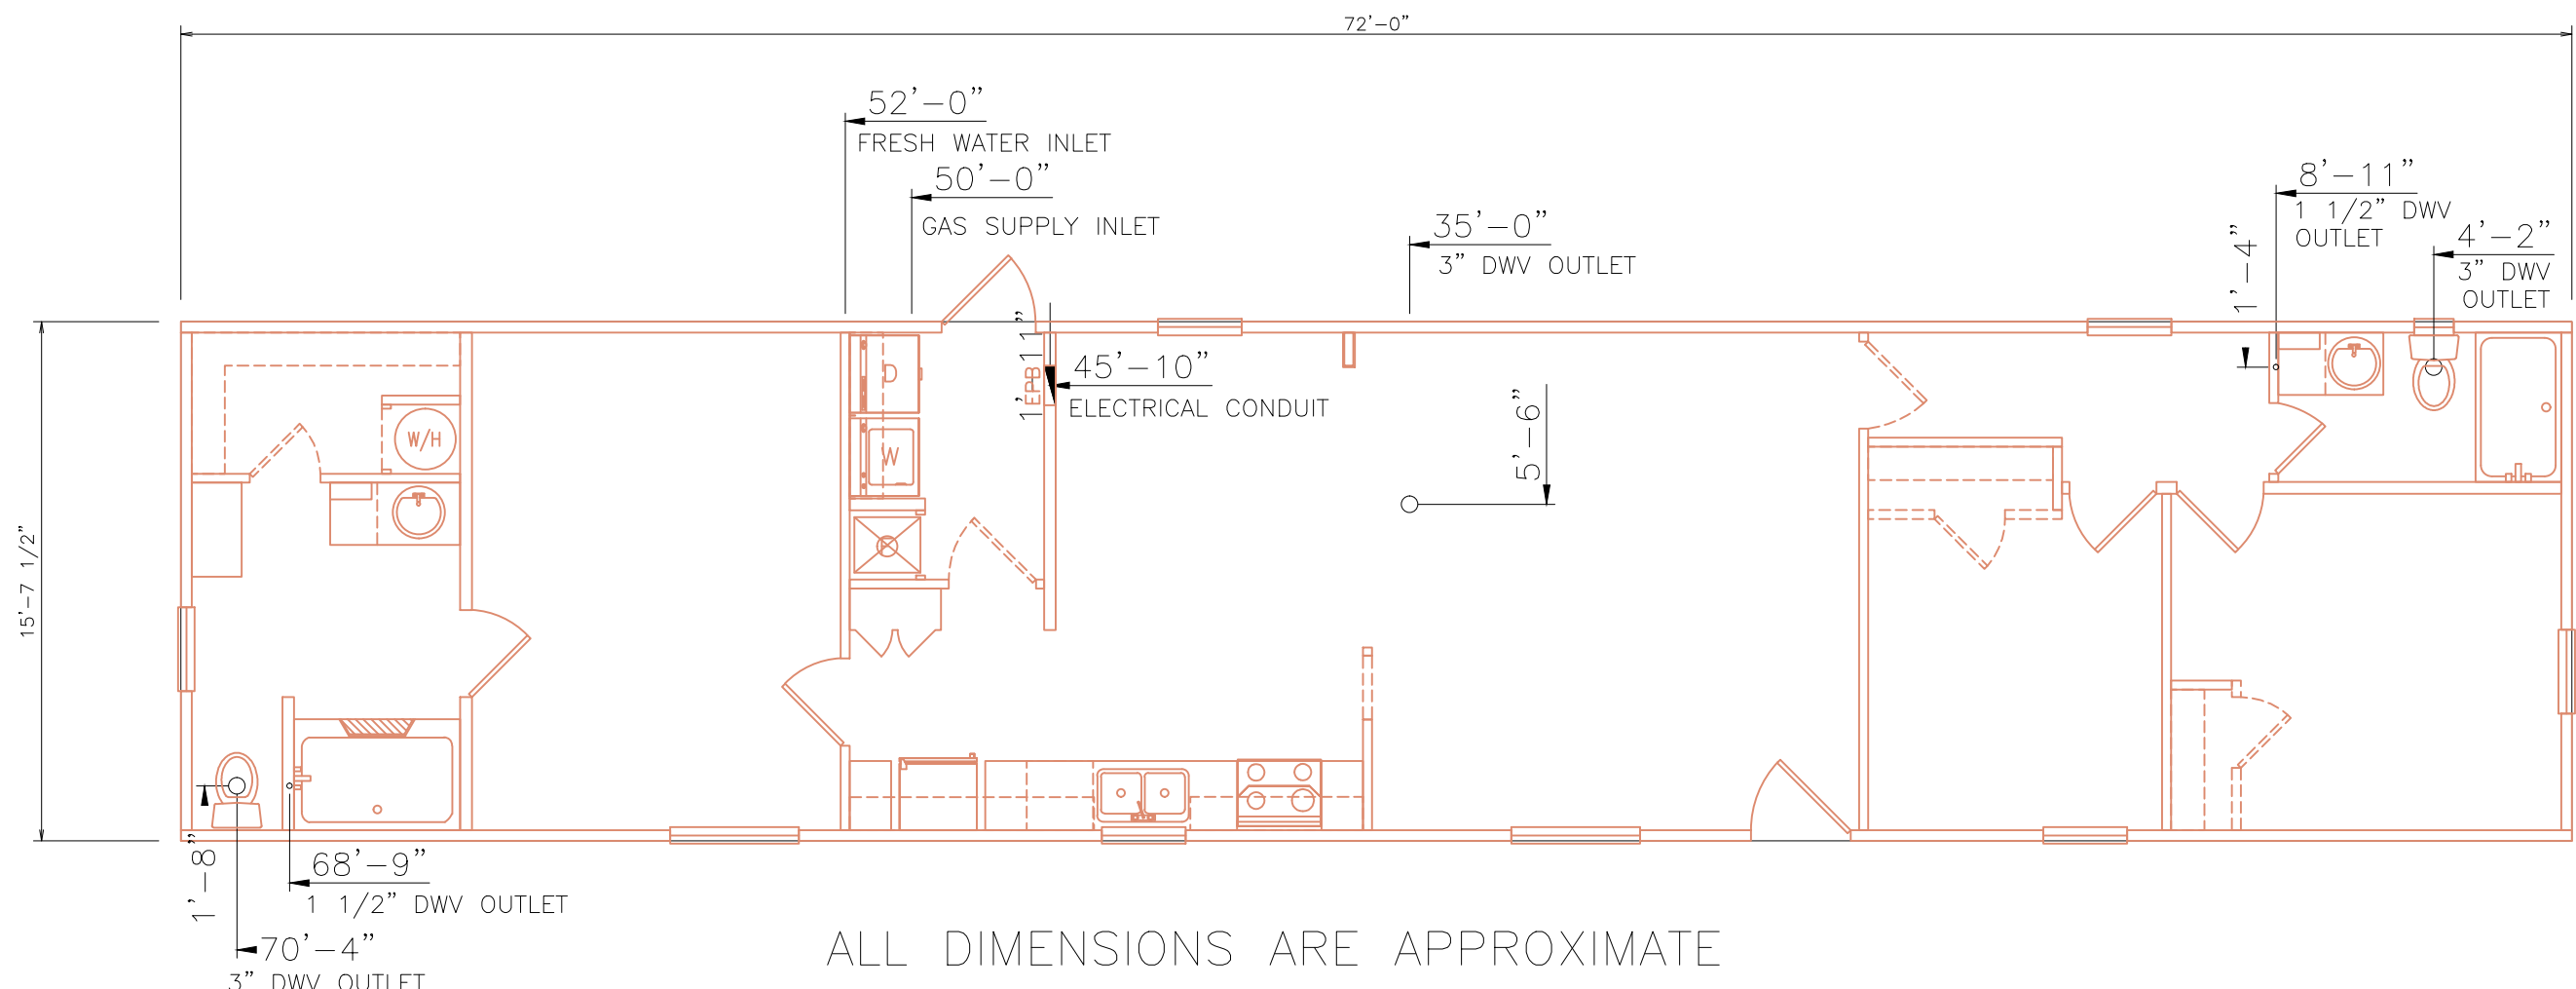 72'-0"
52'-0"
FRESH WATER INLET
50'-0"
GAS SUPPLY INLET
35'-0"
3" DWV OUTLET
8'-11"
1 1/2" DWV
OUTLET
1'-4"
4'-2"
3" DWV
OUTLET
15'-7 1/2"
1'11"
EPB
45'-10"
ELECTRICAL CONDUIT
5'-6"
D
W
W/H
1'-8"
68'-9"
1 1/2" DWV OUTLET
70'-4"
3" DWV OUTLET
ALL DIMENSIONS ARE APPROXIMATE